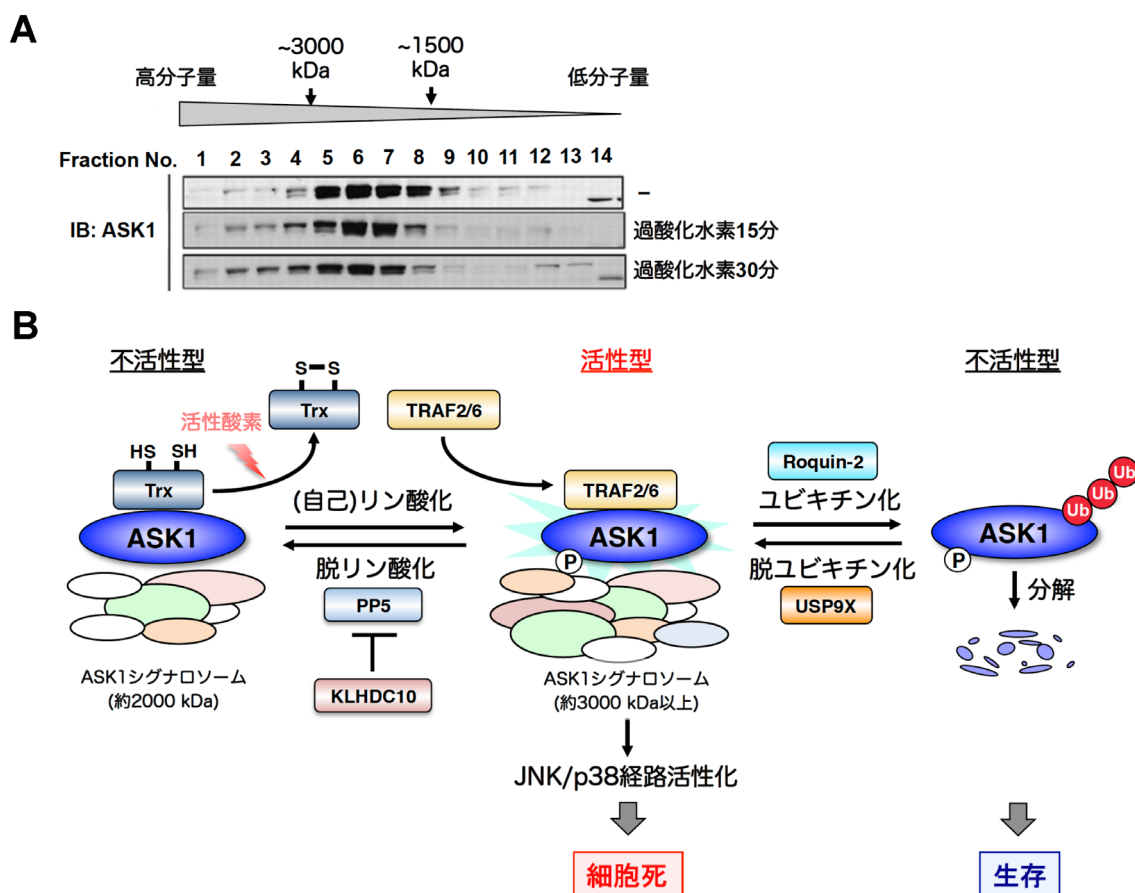 A
~3000 kDa
~1500 kDa
高分子量
低分子量
Fraction No. 1 2 3 4 5 6 7 8 9 10 11 12 13 14
–
IB: ASK1
過酸化水素15分
過酸化水素30分
B
不活性型
活性型
不活性型
S S
Trx
TRAF2/6
活性酸素
HS SH
Trx
ASK1
(自己)リン酸化
脱リン酸化
PP5
KLHDC10
ASK1シグナロソーム
(約2000 kDa)
TRAF2/6
ASK1
P
ASK1シグナロソーム
(約3000 kDa以上)
JNK/p38経路活性化
細胞死
Roquin-2
ユビキチン化
脱ユビキチン化
USP9X
Ub
Ub
Ub
ASK1
P
分解
生存